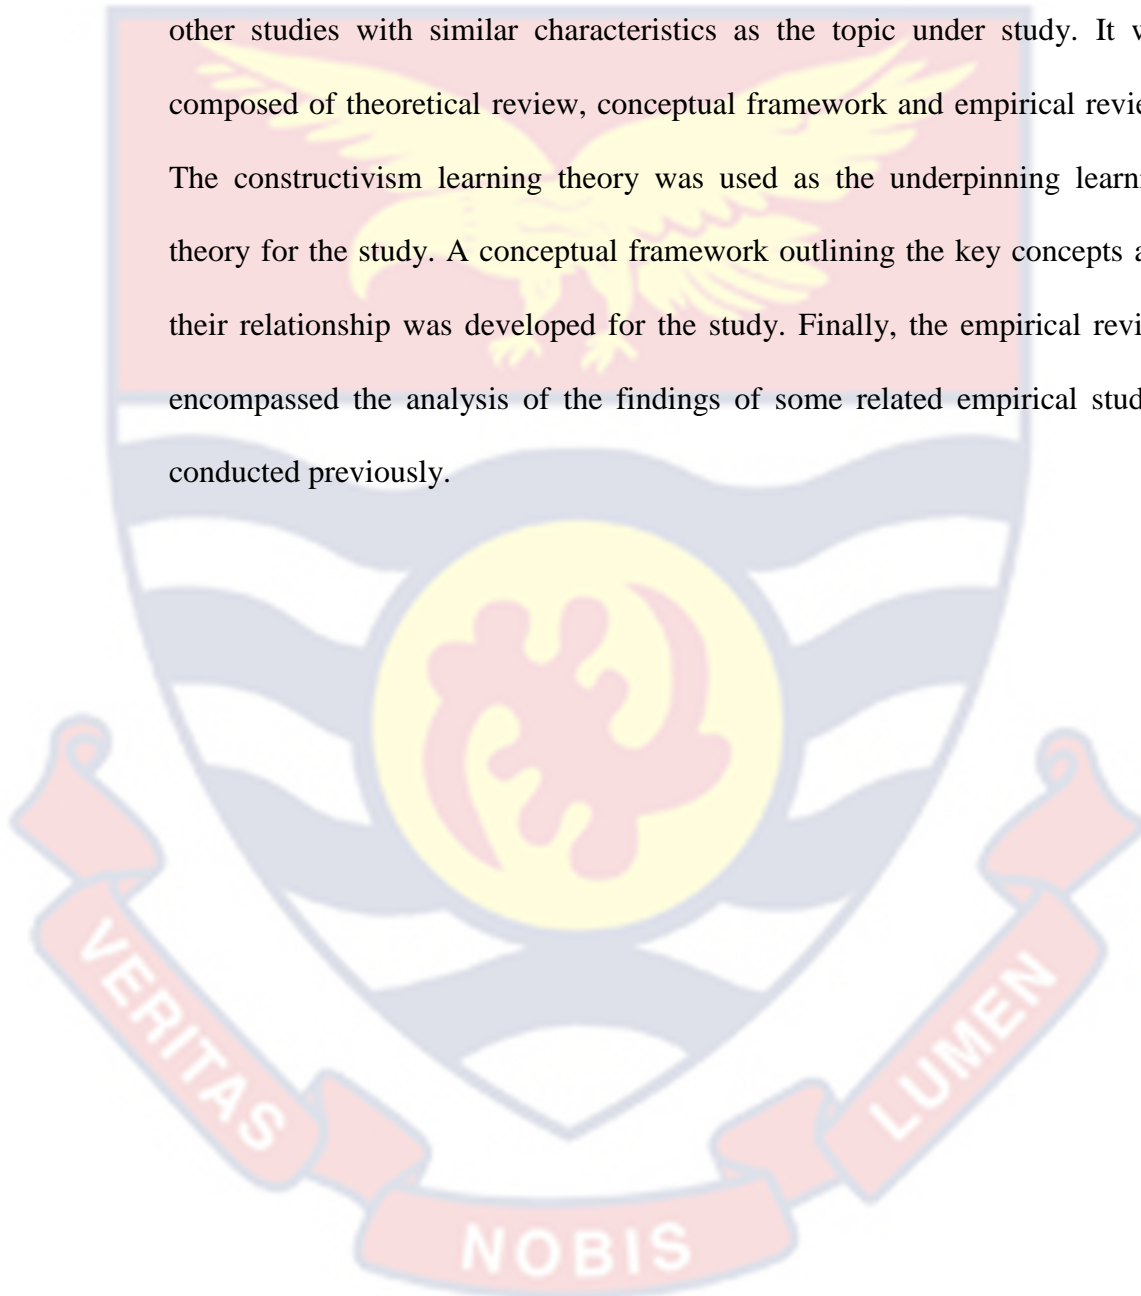 other studies with similar characteristics as the topic under study. It
composed of theoretical review, conceptual framework and empirical
The constructivism learning theory was used as the underpinning
theory for the study. A conceptual framework outlining the key concepts
their relationship was developed for the study. Finally, the empirical
encompassed the analysis of the findings of some related empirical
conducted previously.
VERITAS
NOBIS
LUMEN